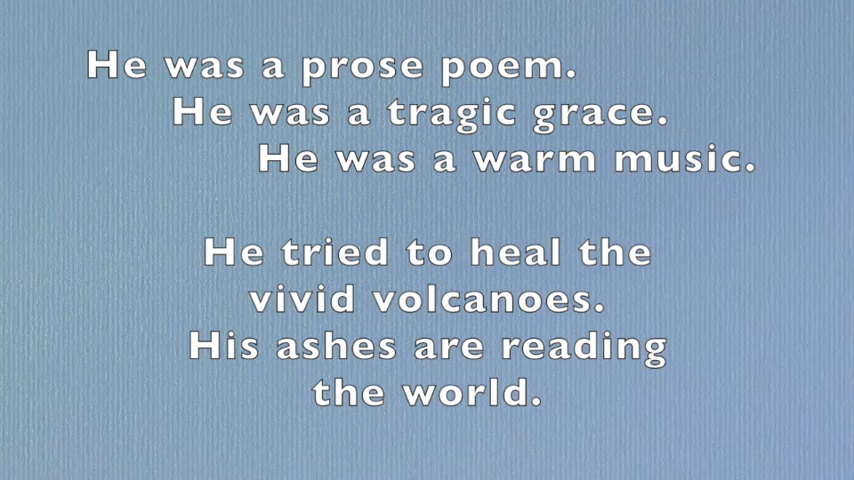 He was a prose poem.
He was a tragic grace.
He was a warm music.
He tried to heal the
vivid volcanoes.
His ashes are reading
the world.